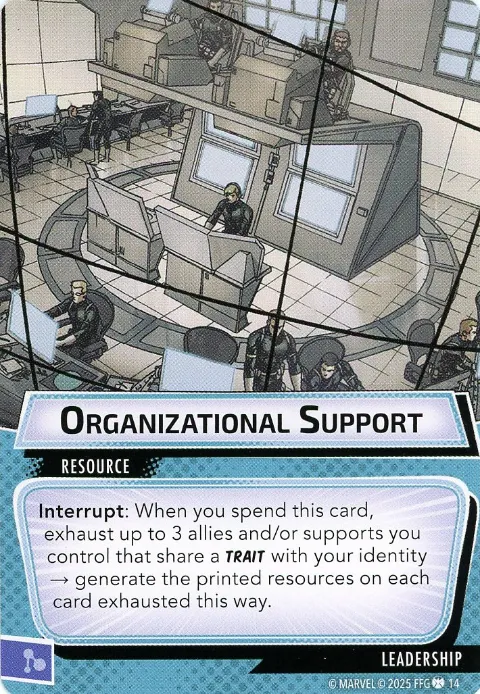 ORGANIZATIONAL SUPPORT
RESOURCE
Interrupt: When you spend this card,
exhaust up to 3 allies and/or supports you
control that share a TRAIT with your identity
→ generate the printed resources on each
card exhausted this way.
LEADERSHIP
© MARVEL © 2025 FFG 14